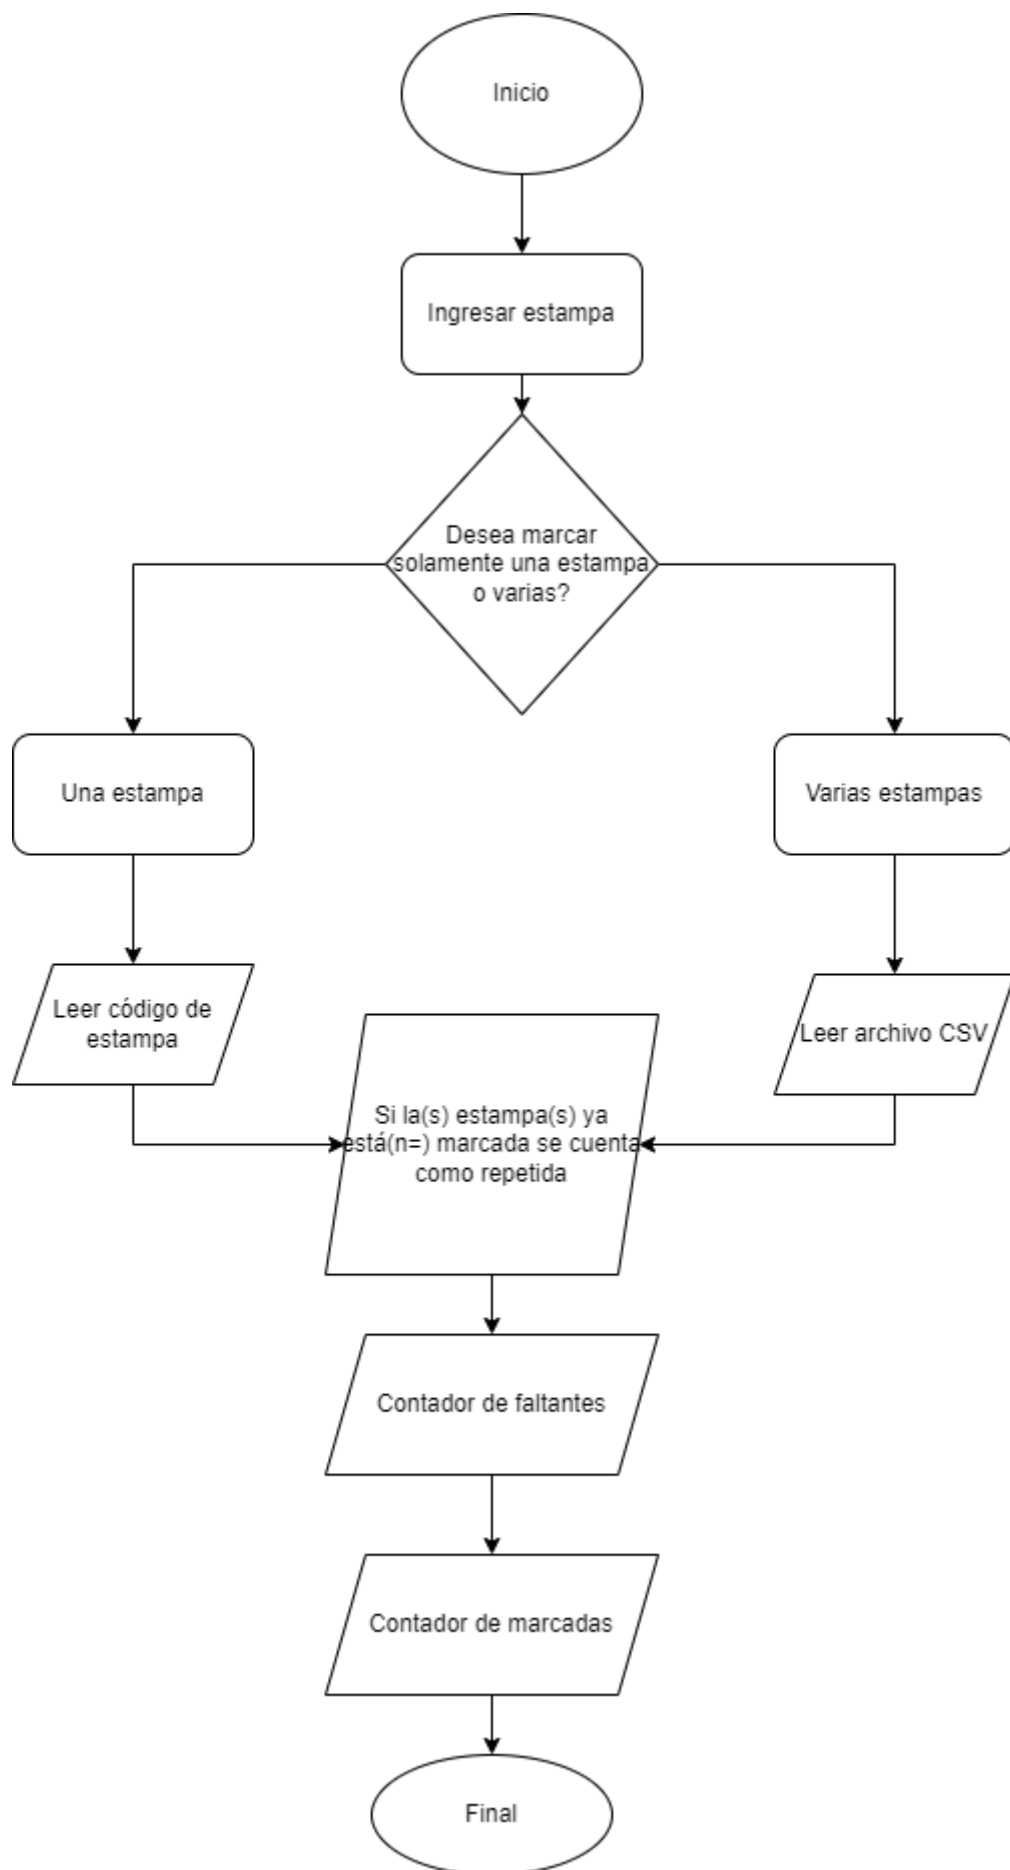 Inicio
Ingresar estampa
Desea marcar
solamente una estampa
o varias?
Una estampa
Varias estampas
Leer código de
estampa
Leer archivo CSV
Si la(s) estampa(s) ya
está(n=) marcada se cuenta
como repetida
Contador de faltantes
Contador de marcadas
Final